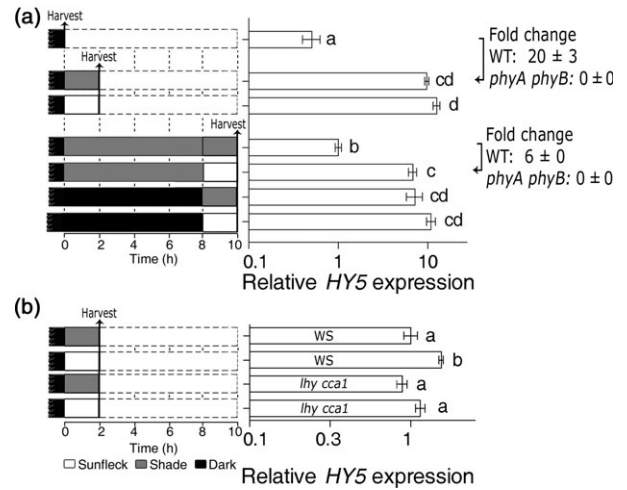 (a)
Harvest
a
Fold change
WT: 20 ± 3
phyA phyB: 0 ± 0
Harvest
cd
d
Harvest
b
Fold change
WT: 6 ± 0
phyA phyB: 0 ± 0
c
cd
cd
0 2 4 6 8 10
Time (h)
0.1 1 10
Relative HY5 expression
(b)
Harvest
WS a
WS b
lhy cca1 a
lhy cca1 a
0 2 4 6 8 10
Time (h)
0.1 0.3 1
Sunfleck Shade Dark
Relative HY5 expression